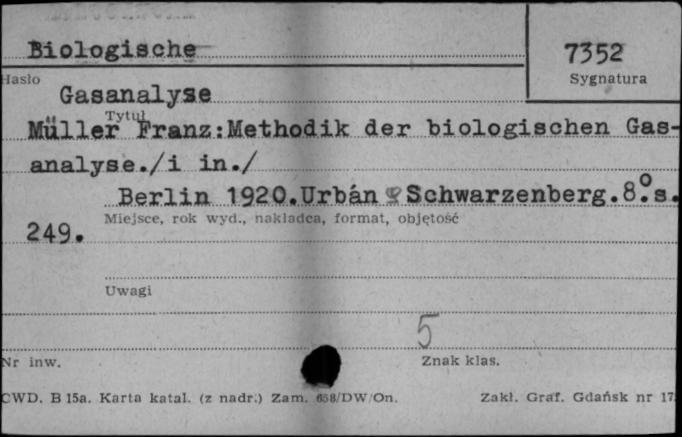 Biologische
7352
Hasło
Sygnatura
Gasanalyse
Tytuł
Müller Franz:Methodik der biologischen Gas-
analyse./i in./
Berlin 1920.Urbán & Schwarzenberg.8.° s.
Miejsce, rok wyd., nakładca, format, objętość
249.
Uwagi
5
Nr inw.
Znak klas.
CWD. B 15a. Karta katal. (z nadr.) Zam. 658/DW/On.
Zakł. Graf. Gdańsk nr 17